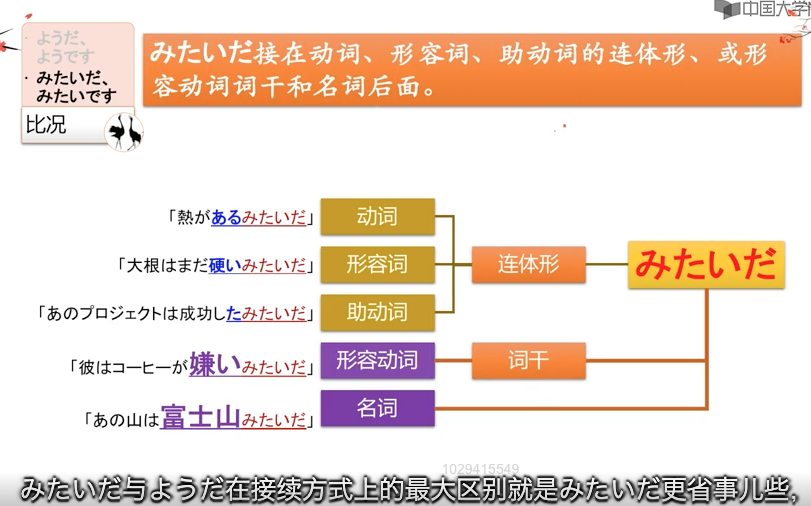 中国大学
ようだ、
ようです
みたいだ、
みたいです
比况
みたいだ接在动词、形容词、助动词的连体形、或形
容动词词干和名词后面。
「熱があるみたいだ」
动词
「大根はまだ硬いみたいだ」
形容词
连体形
みたいだ
「あのプロジェクトは成功したみたいだ」
助动词
「彼はコーヒーが嫌いみたいだ」
形容动词
词干
「あの山は富士山みたいだ」
名词
1029415549
みたいだ与ようだ在接续方式上的最大区别就是みたいだ更省事儿些,